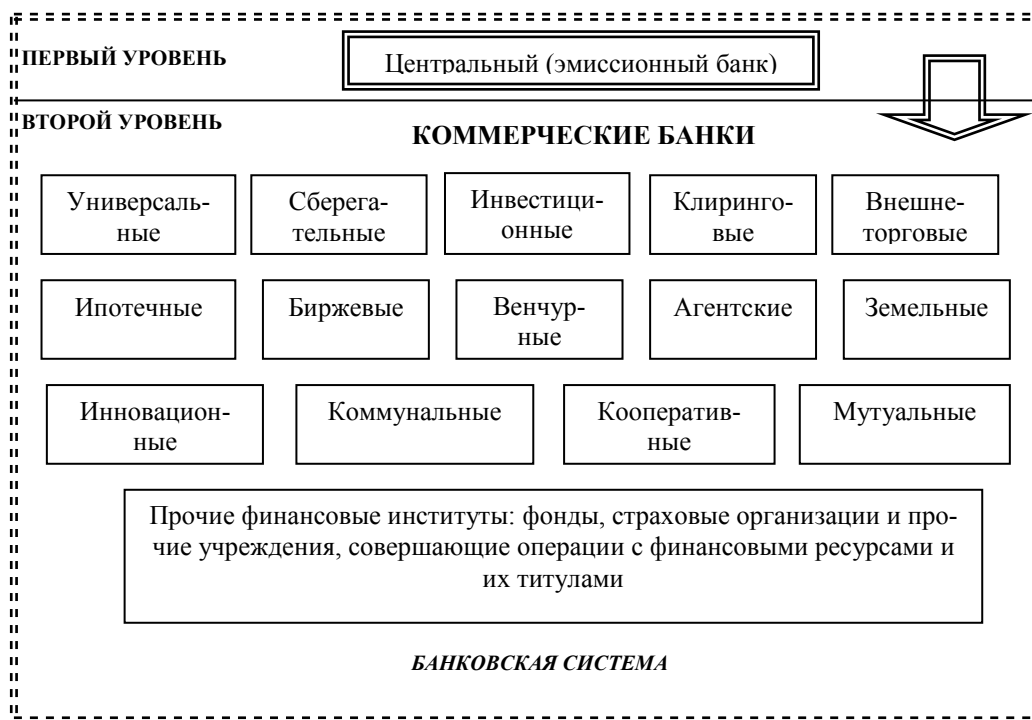 ПЕРВЫЙ УРОВЕНЬ
Центральный (эмиссионный банк)
ВТОРОЙ УРОВЕНЬ
КОММЕРЧЕСКИЕ БАНКИ
Универсаль-
ные
Сберега-
тельные
Инвестици-
онные
Клиринго-
вые
Внешне-
торговые
Ипотечные
Биржевые
Венчур-
ные
Агентские
Земельные
Инновацион-
ные
Коммунальные
Кооператив-
ные
Мутуальные
Прочие финансовые институты: фонды, страховые организации и про-
чие учреждения, совершающие операции с финансовыми ресурсами и
их титулами
БАНКОВСКАЯ СИСТЕМА